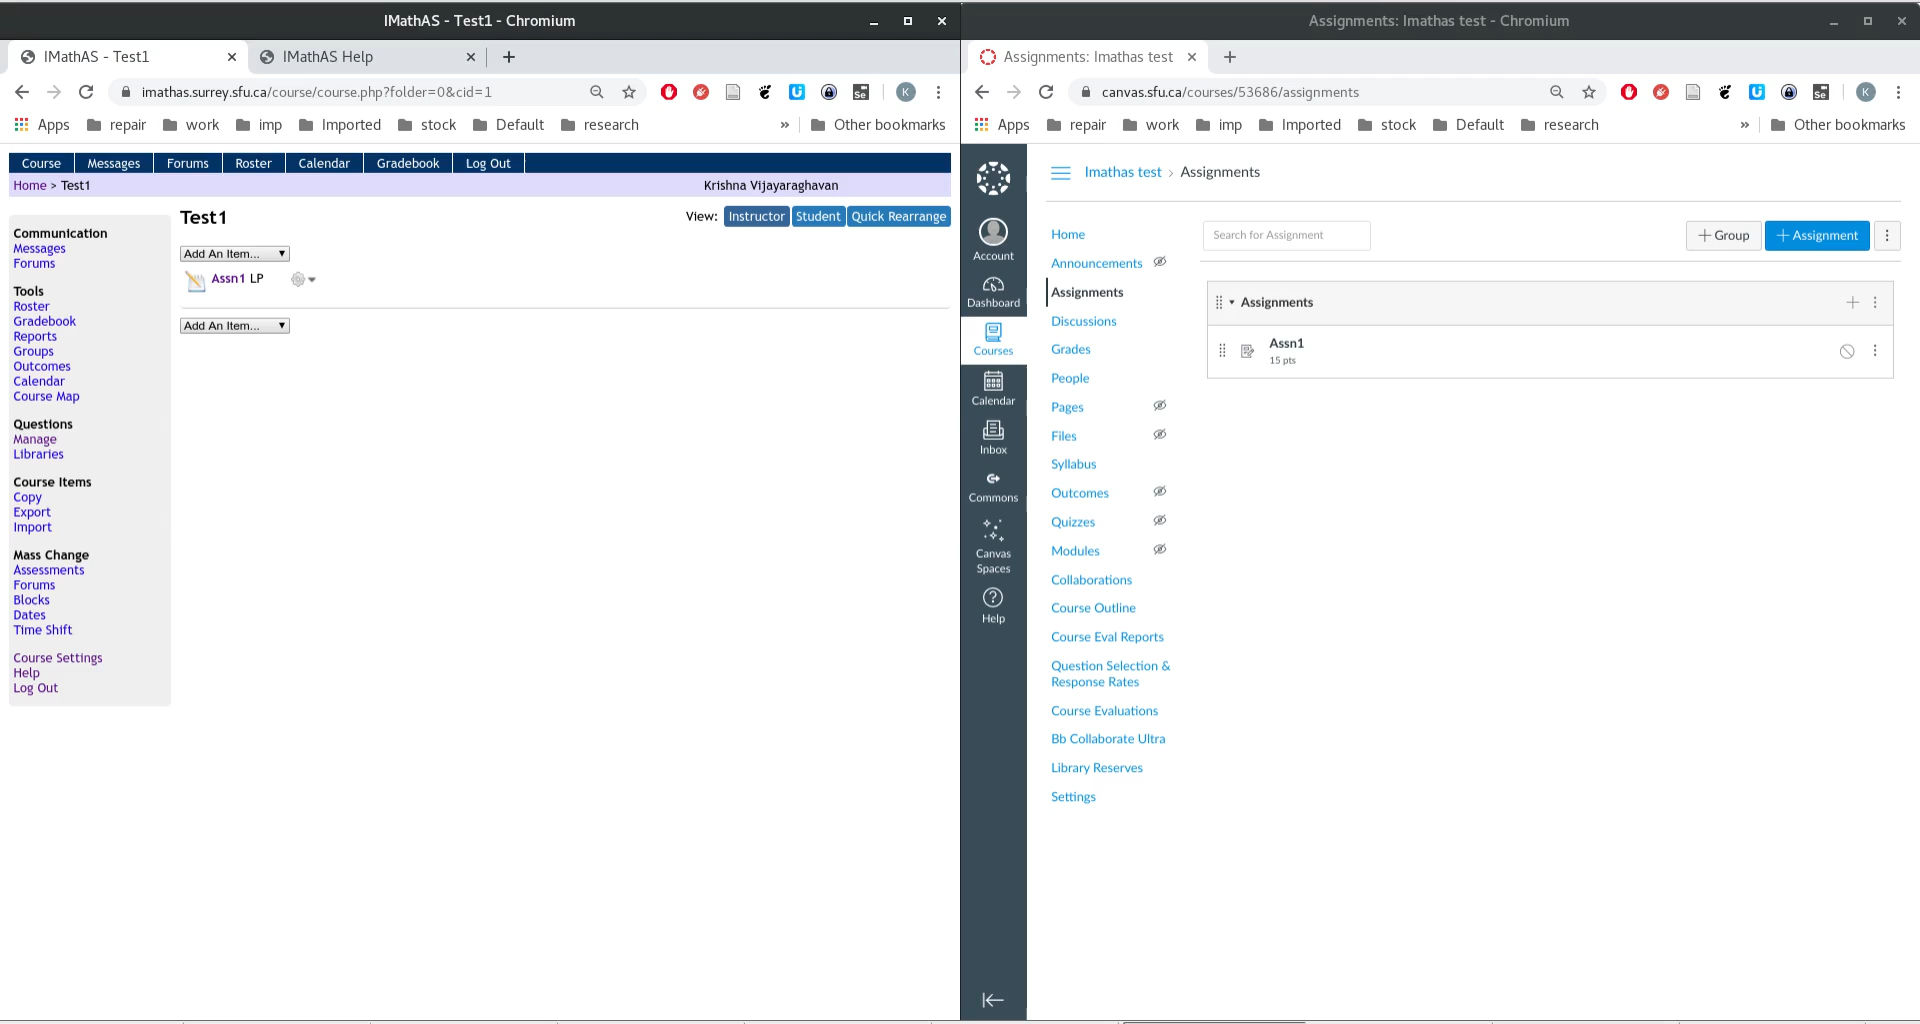 IMathAS - Test1 - Chromium
IMathAS - Test1
IMathAS Help
imathas.surrey.sfu.ca/course/course.php?folder=0&cid=1
Se
K
Apps repair work imp Imported stock Default research » Other bookmarks
Course Messages Forums Roster Calendar Gradebook Log Out
Home > Test1
Krishna Vijayaraghavan
Communication
Messages
Forums
Tools
Roster
Gradebook
Reports
Groups
Outcomes
Calendar
Course Map
Questions
Manage
Libraries
Course Items
Copy
Export
Import
Mass Change
Assessments
Forums
Blocks
Dates
Time Shift
Course Settings
Help
Log Out
Test1
View: Instructor Student Quick Rearrange
Add An Item...
Assn1 LP
Add An Item...
Assignments: Imathas test - Chromium
Assignments: Imathas test
canvas.sfu.ca/courses/53686/assignments
Se
K
Apps repair work imp Imported stock Default research » Other bookmarks
Account
Dashboard
Courses
Calendar
Inbox
Commons
Canvas
Spaces
Help
Imathas test › Assignments
Home
Announcements
Assignments
Discussions
Grades
People
Pages
Files
Syllabus
Outcomes
Quizzes
Modules
Collaborations
Course Outline
Course Eval Reports
Question Selection &
Response Rates
Course Evaluations
Bb Collaborate Ultra
Library Reserves
Settings
Search for Assignment
+ Group
+ Assignment
Assignments
Assn1
15 pts